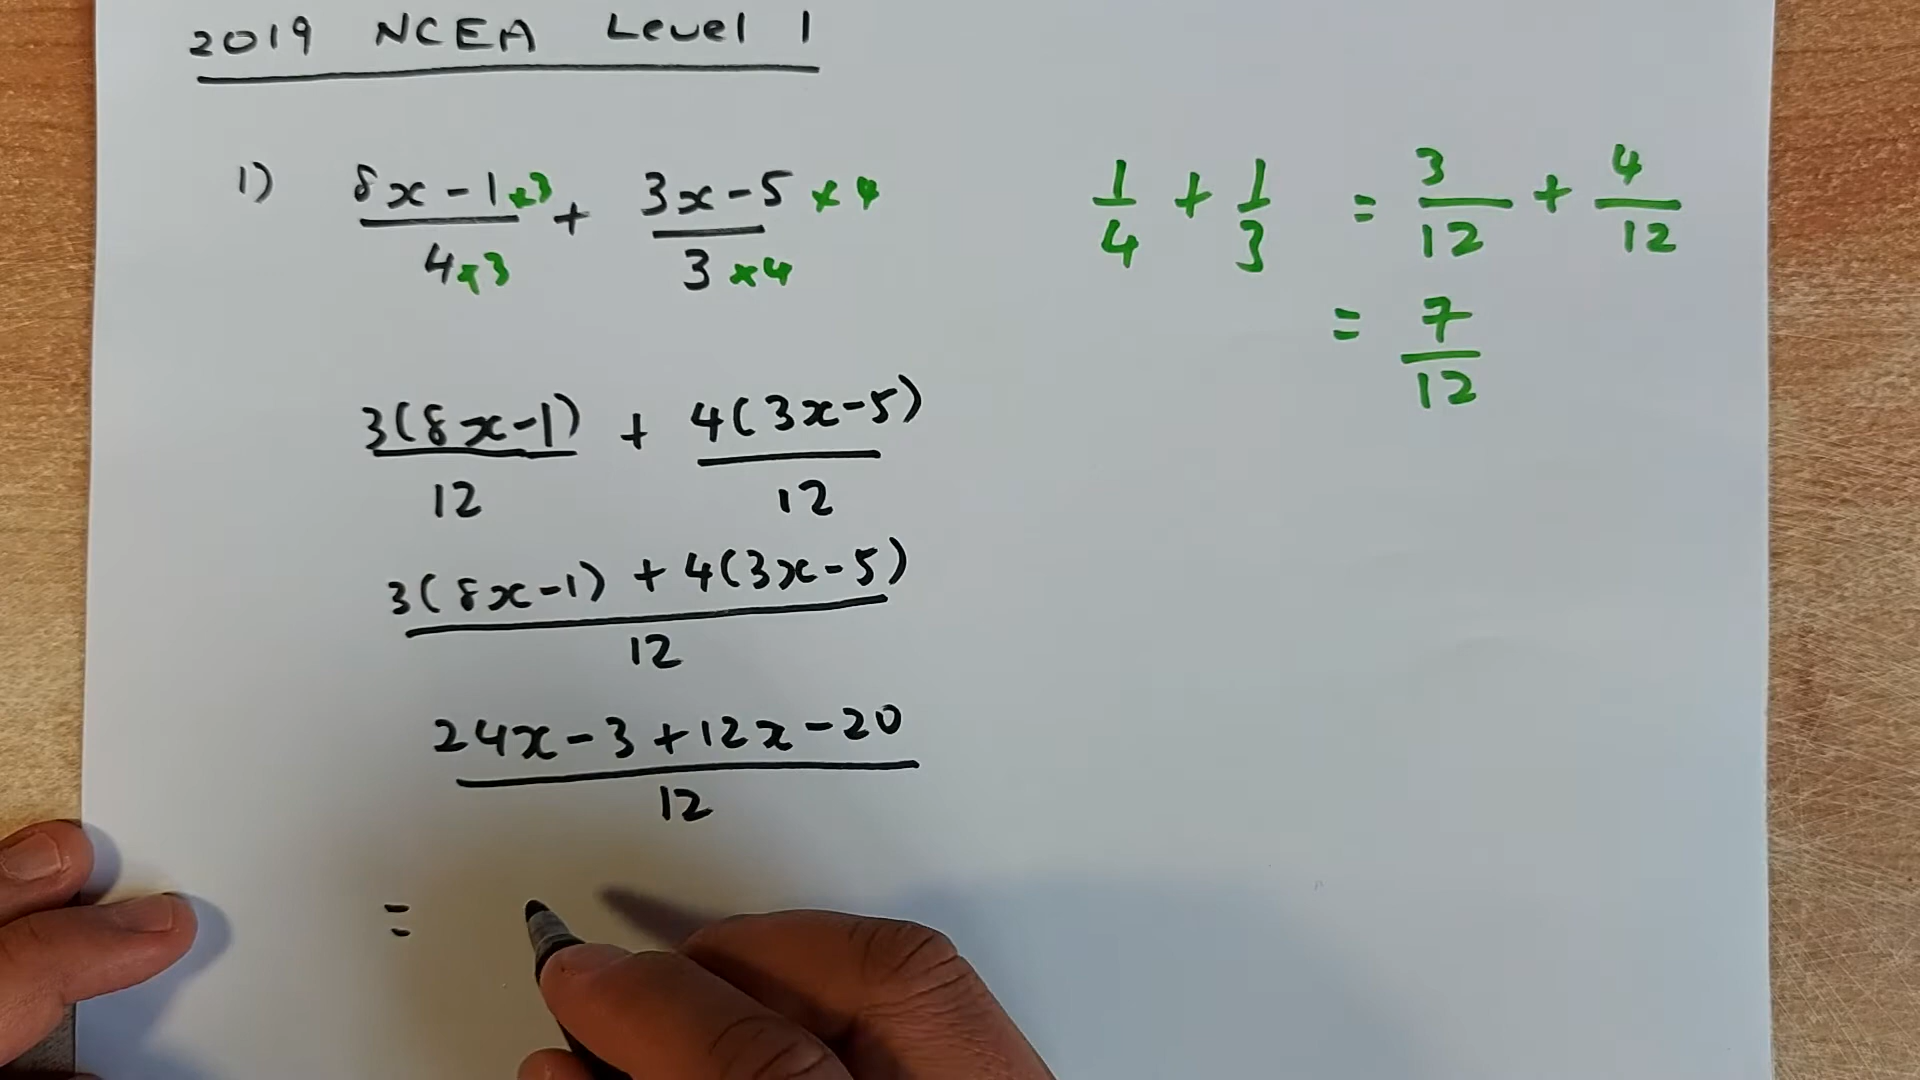 2019 NCEA Level 1
1) 8x-1 ×3 / 4 ×3 + 3x-5 ×4 / 3 ×4
3(8x-1) / 12 + 4(3x-5) / 12
3(8x-1) + 4(3x-5) / 12
24x-3+12x-20 / 12
=
1/4 + 1/3 = 3/12 + 4/12
= 7/12